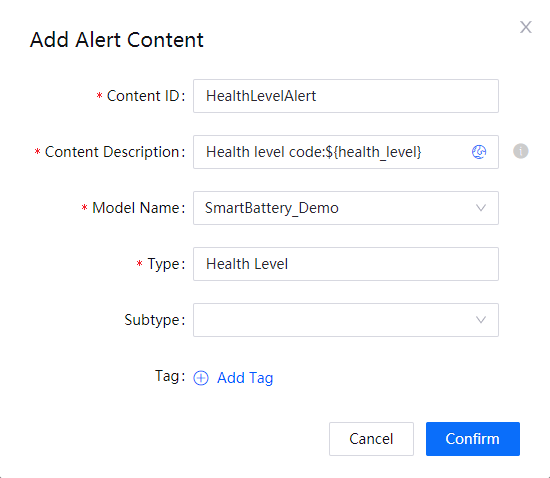 Add Alert Content
* Content ID: HealthLevelAlert
* Content Description: Health level code:${health_level}
* Model Name: SmartBattery_Demo
* Type: Health Level
Subtype:
Tag: Add Tag
Cancel Confirm